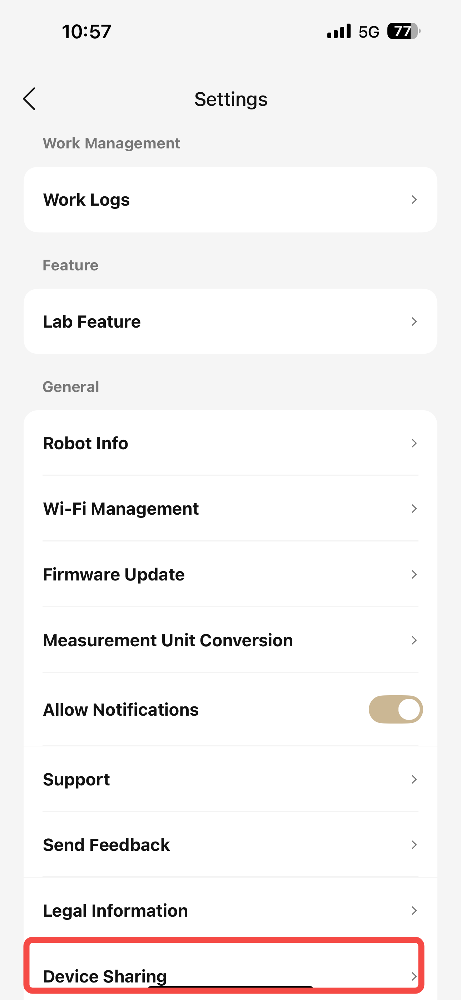 10:57
5G 77
Settings
Work Management
Work Logs
Feature
Lab Feature
General
Robot Info
Wi-Fi Management
Firmware Update
Measurement Unit Conversion
Allow Notifications
Support
Send Feedback
Legal Information
Device Sharing